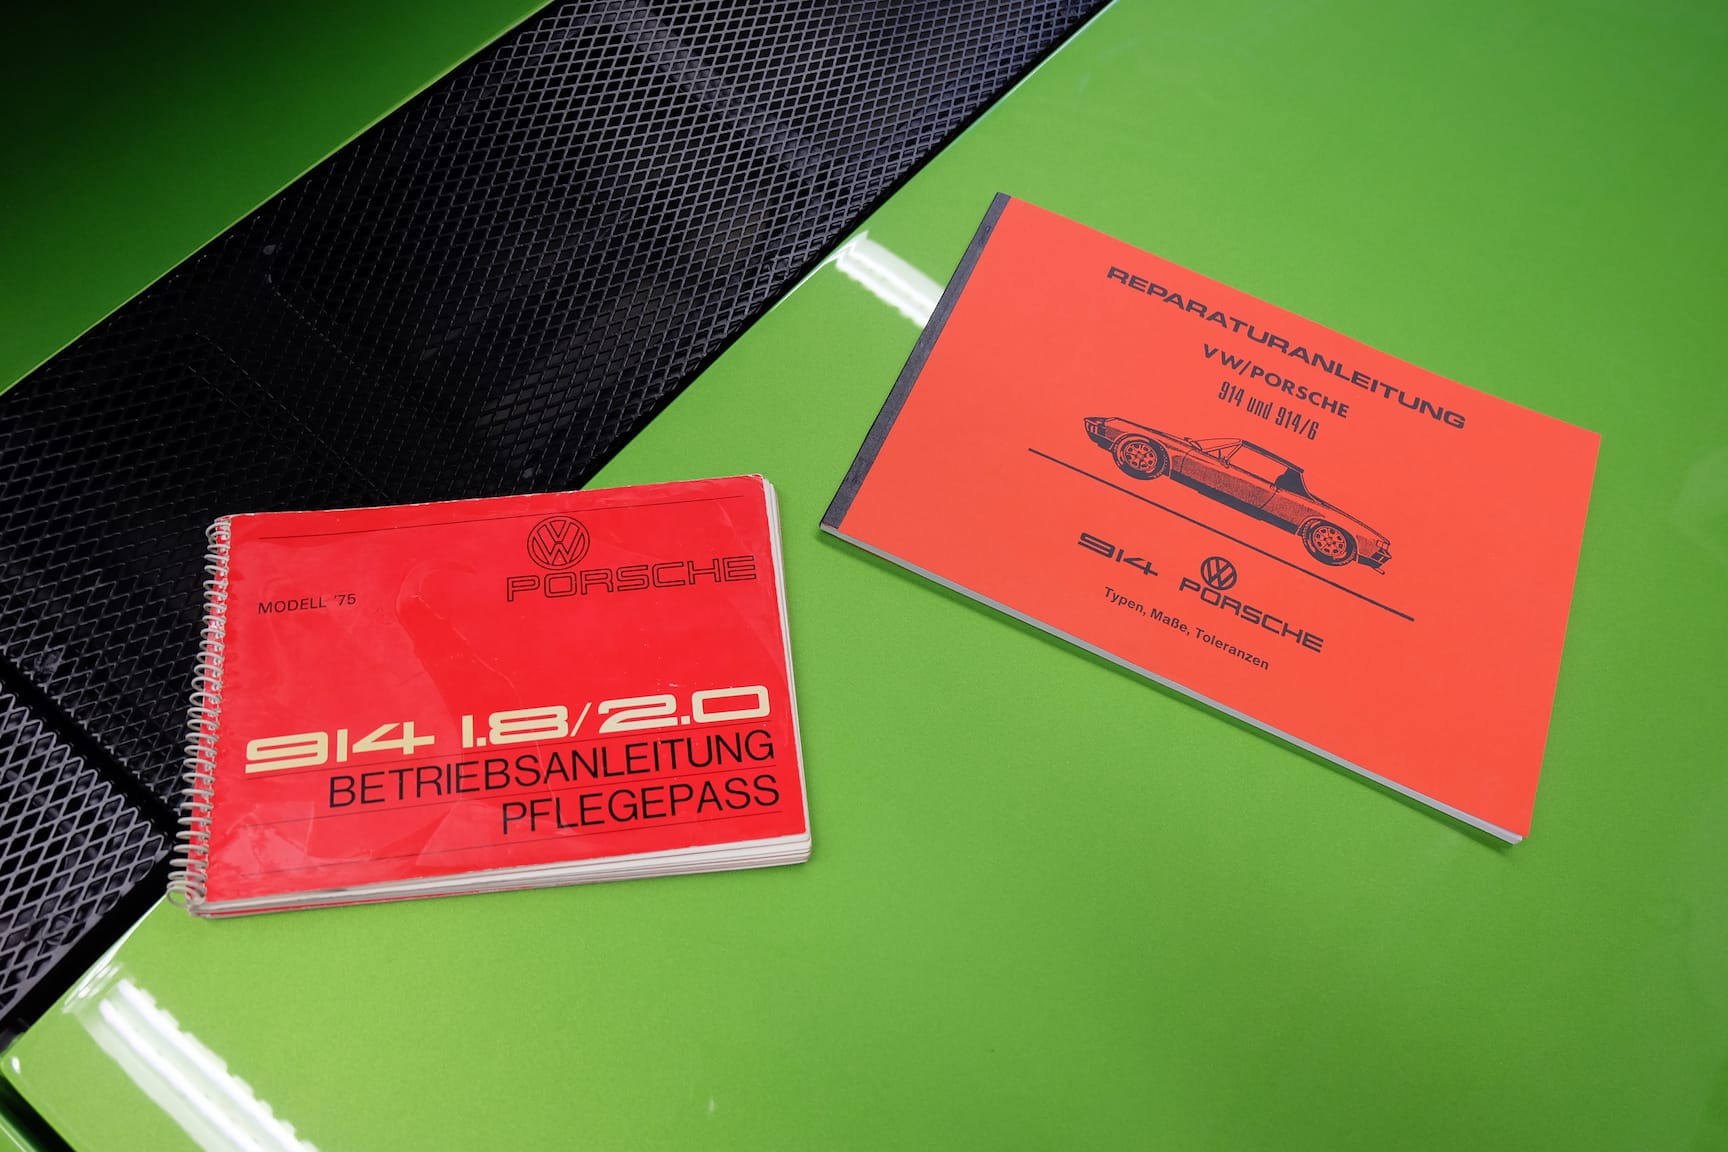 PORSCHE
MODELL '75
914 1.8/2.0
BETRIEBSANLEITUNG
PFLEGEPASS
REPARATURANLEITUNG
VW/PORSCHE
914 und 914/6
914 PORSCHE
Typen, Maße, Toleranzen